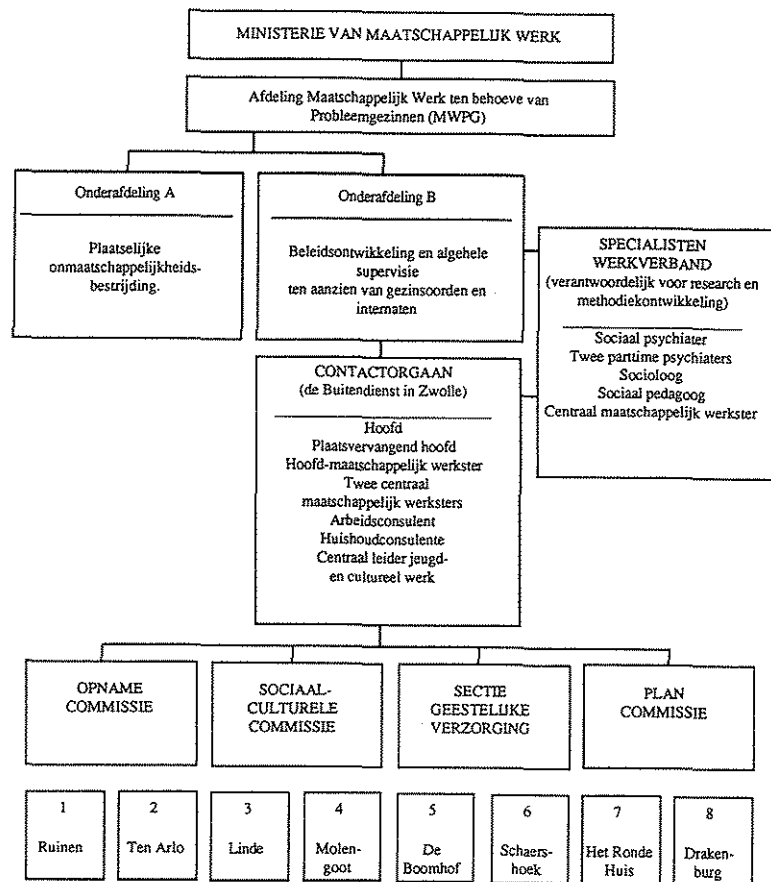 MINISTERIE VAN MAATSCHAPPELIJK WERK
Afdeling Maatschappelijk Werk ten behoeve van
Probleemgezinnen (MWPG)
Onderafdeling A
Plaatselijke
onmaatschappelijkheids-
bestrijding.
Onderafdeling B
Beleidsontwikkeling en algehele
supervisie
ten aanzien van gezinsoorden en
internaten
SPECIALISTEN
WERKVERBAND
(verantwoordelijk voor research en
methodiekontwikkeling)
Sociaal psychiater
Twee parttime psychiaters
Socioloog
Sociaal pedagoog
Centraal maatschappelijk werkster
CONTACTORGAAN
(de Buitendienst in Zwolle)
Hoofd
Plaatsvervangend hoofd
Hoofd-maatschappelijk werkster
Twee centraal
maatschappelijk werksters
Arbeidsconsulent
Huishoudconsulente
Centraal leider jeugd-
en cultureel werk
OPNAME
COMMISSIE
SOCIAAL-
CULTURELE
COMMISSIE
SECTIE
GEESTELIJKE
VERZORGING
PLAN
COMMISSIE
1
Ruinen
2
Ten Arlo
3
Linde
4
Molen-
goot
5
De
Boomhof
6
Schaers-
hoek
7
Het Ronde
Huis
8
Draken-
burg